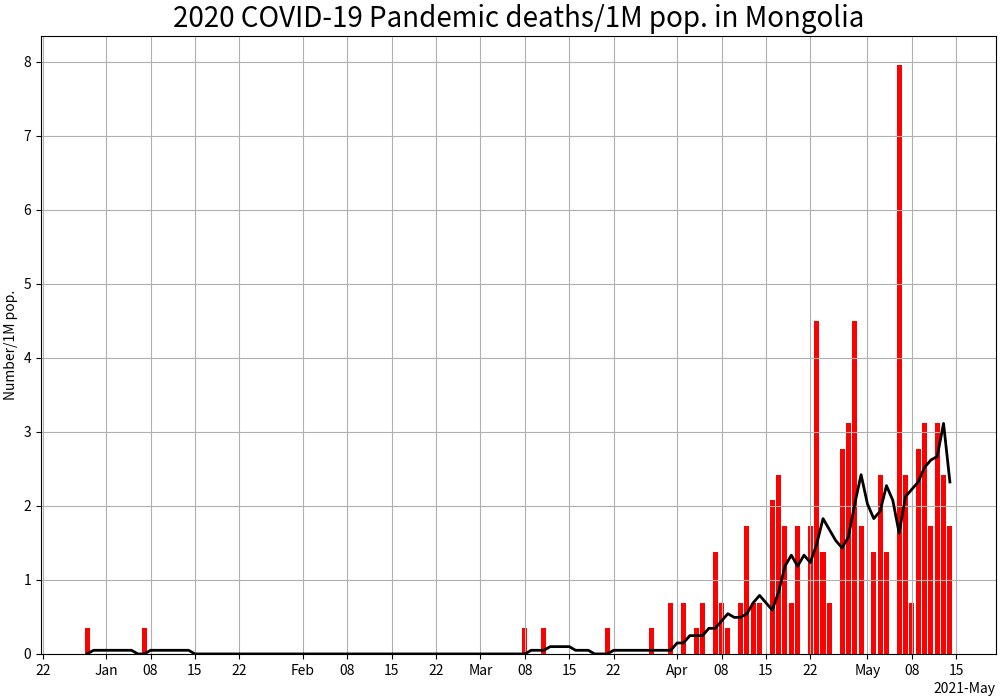 2020 COVID-19 Pandemic deaths/1M pop. in Mongolia
Number/1M pop.
8
7
6
5
4
3
2
1
0
22 Jan 08 15 22 Feb 08 15 22 Mar 08 15 22 Apr 08 15 22 May 08 15
2021-May